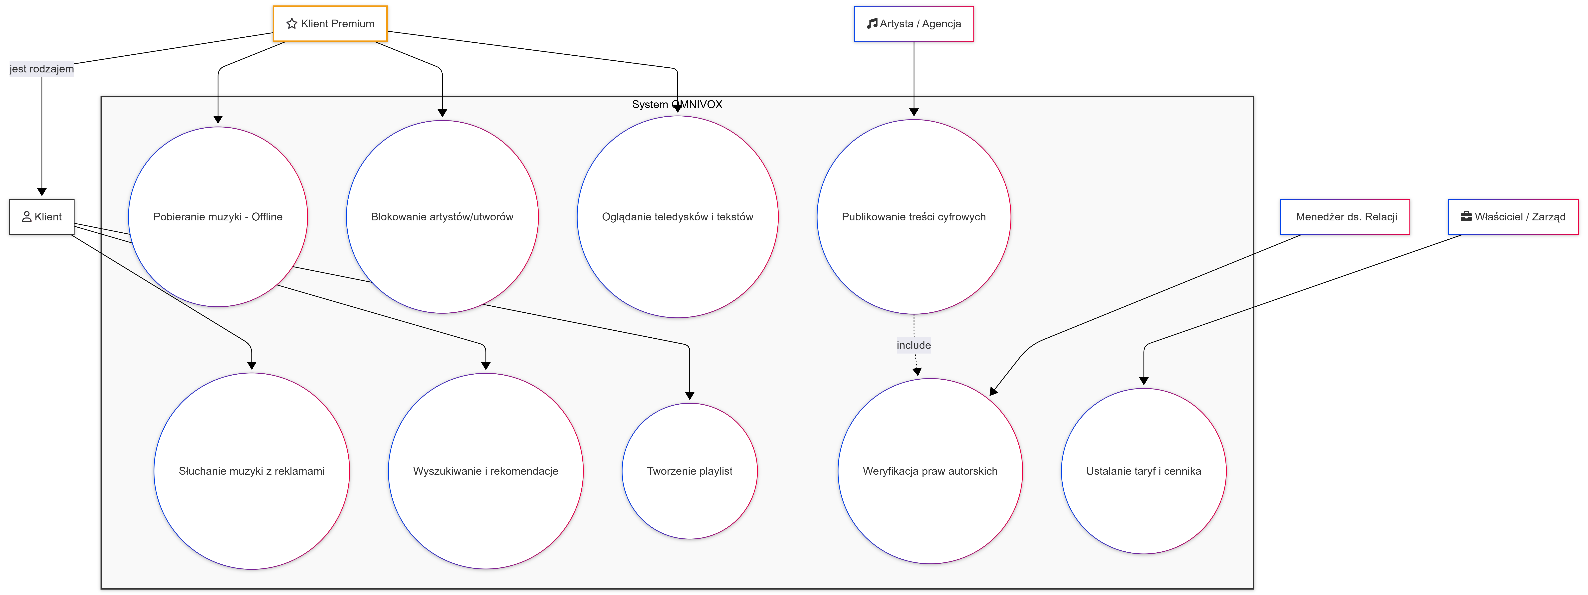 Klient Premium
Artysta / Agencja
jest rodzajem
System OMNIVOX
Klient
Pobieranie muzyki - Offline
Blokowanie artystów/utworów
Oglądanie teledysków i tekstów
Publikowanie treści cyfrowych
Menedżer ds. Relacji
Właściciel / Zarząd
include
Słuchanie muzyki z reklamami
Wyszukiwanie i rekomendacje
Tworzenie playlist
Weryfikacja praw autorskich
Ustalanie taryf i cennika